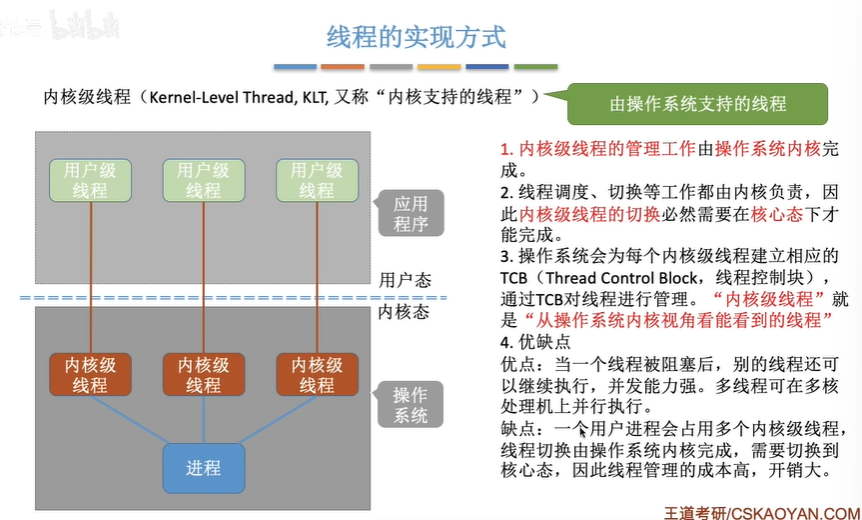 bilibili
线程的实现方式
内核级线程（Kernel-Level Thread, KLT, 又称“内核支持的线程”）
由操作系统支持的线程
用户级
线程
用户级
线程
用户级
线程
应用
程序
用户态
内核态
内核级
线程
内核级
线程
内核级
线程
操作
系统
进程
1. 内核级线程的管理工作由操作系统内核完
成。
2. 线程调度、切换等工作都由内核负责，因
此内核级线程的切换必然需要在核心态下才
能完成。
3. 操作系统会为每个内核级线程建立相应的
TCB（Thread Control Block，线程控制块），
通过TCB对线程进行管理。“内核级线程”就
是“从操作系统内核视角看能看到的线程”
4. 优缺点
优点：当一个线程被阻塞后，别的线程还可
以继续执行，并发能力强。多线程可在多核
处理机上并行执行。
缺点：一个用户进程会占用多个内核级线程，
线程切换由操作系统内核完成，需要切换到
核心态，因此线程管理的成本高，开销大。
王道考研/CSKAOYAN.COM